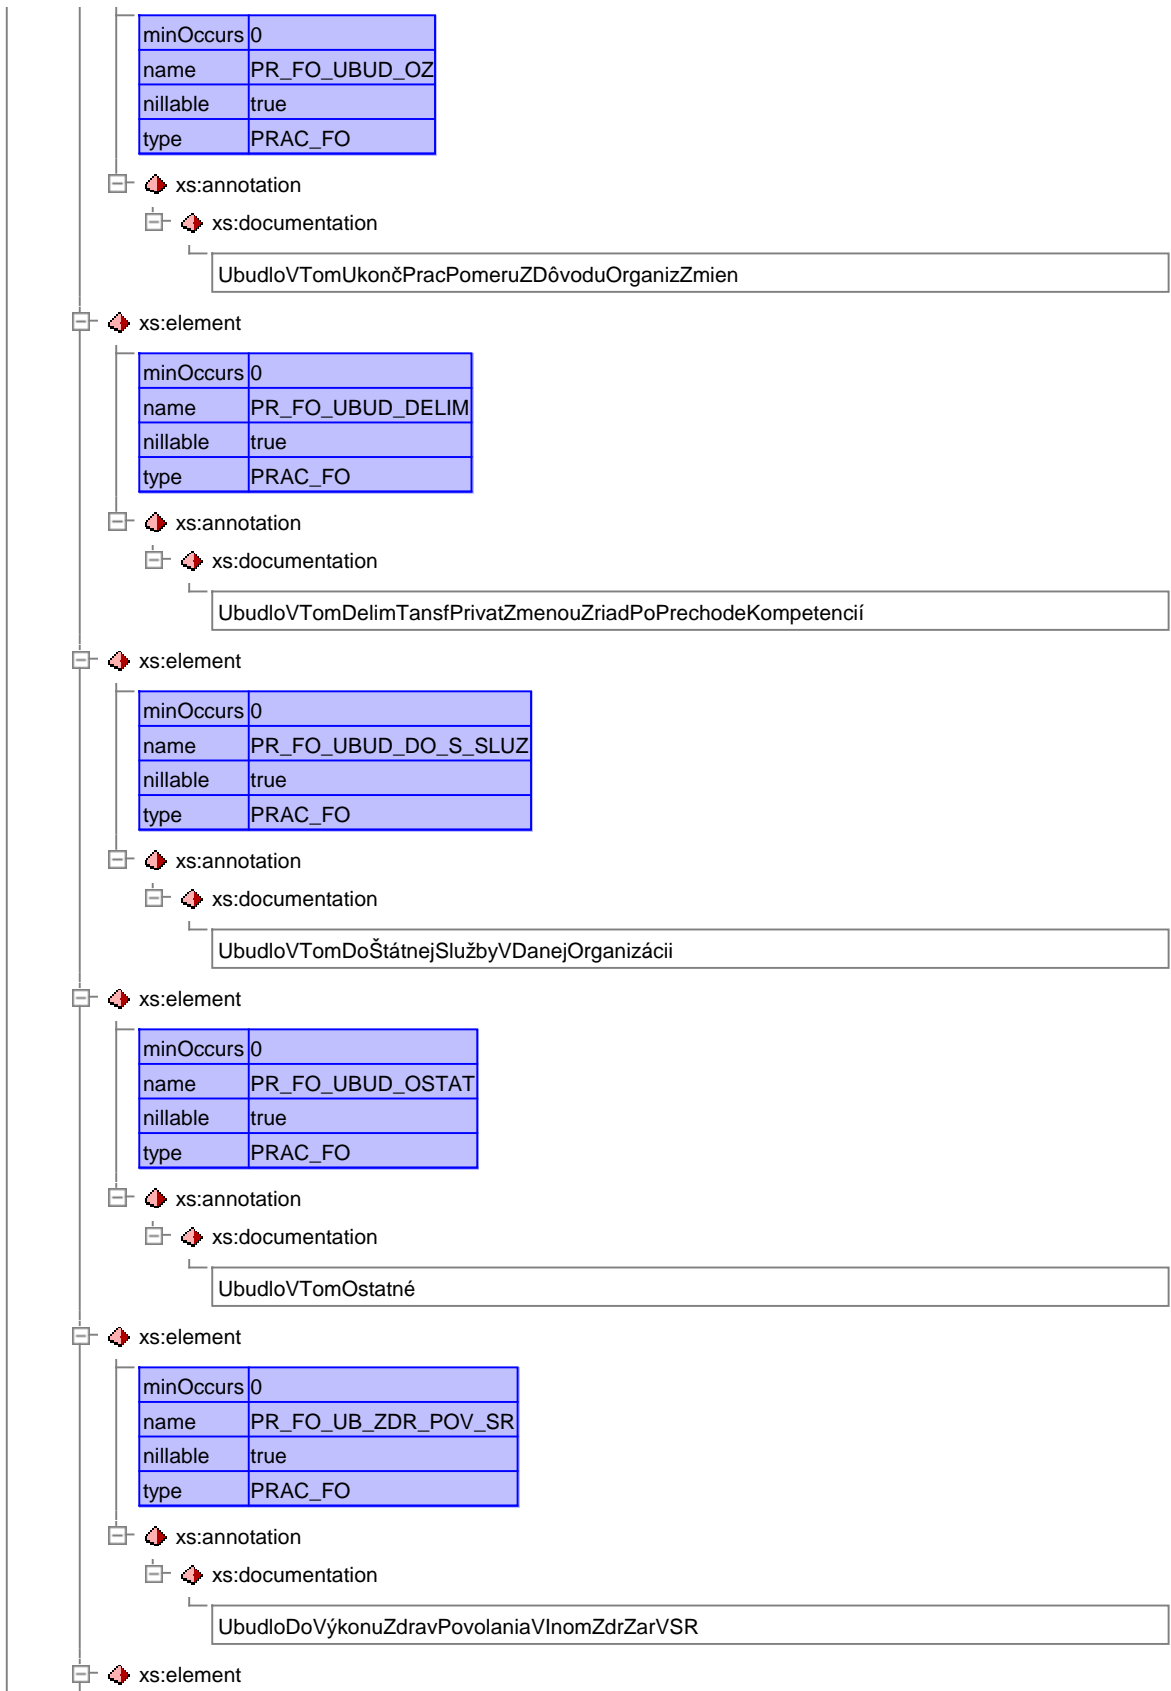 minOccurs 0
name PR_FO_UBUD_OZ
nillable true
type PRAC_FO
xs:annotation
xs:documentation
UbudloVTomUkončPracPomeruZDôvoduOrganizZmien
xs:element
minOccurs 0
name PR_FO_UBUD_DELIM
nillable true
type PRAC_FO
xs:annotation
xs:documentation
UbudloVTomDelimTansfPrivatZmenouZriadPoPrechodeKompetencií
xs:element
minOccurs 0
name PR_FO_UBUD_DO_S_SLUZ
nillable true
type PRAC_FO
xs:annotation
xs:documentation
UbudloVTomDoŠtátnejSlužbyVDanejOrganizácii
xs:element
minOccurs 0
name PR_FO_UBUD_OSTAT
nillable true
type PRAC_FO
xs:annotation
xs:documentation
UbudloVTomOstatné
xs:element
minOccurs 0
name PR_FO_UB_ZDR_POV_SR
nillable true
type PRAC_FO
xs:annotation
xs:documentation
UbudloDoVýkonuZdravPovolaniaVInomZdrZarVSR
xs:element